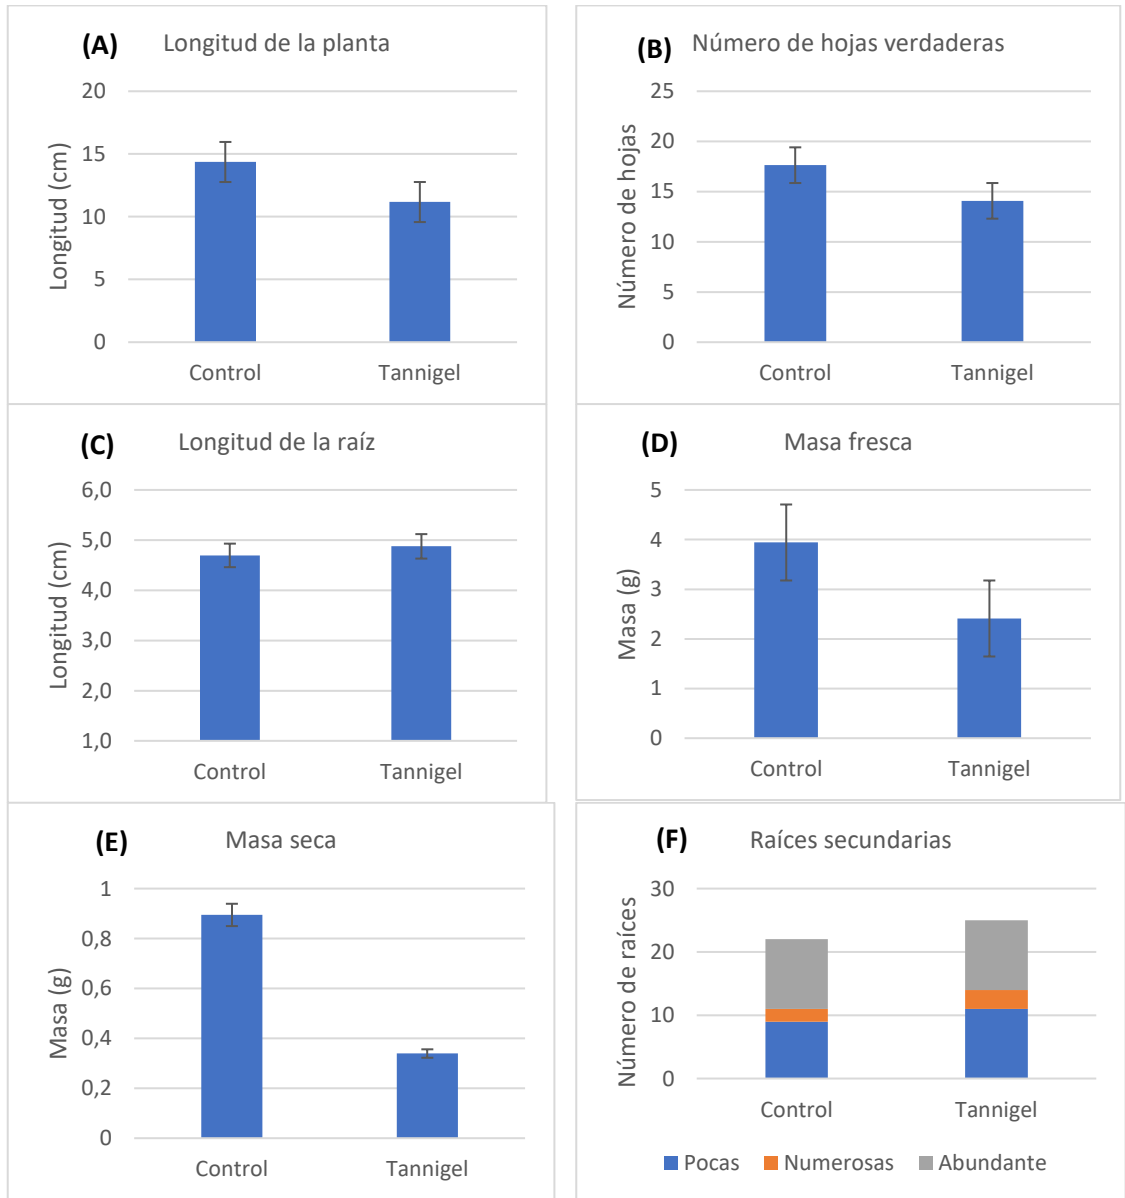 (A) Longitud de la planta
Longitud (cm)
20
15
10
5
0
Control Tannigel
(B) Número de hojas verdaderas
Número de hojas
25
20
15
10
5
0
Control Tannigel
(C) Longitud de la raíz
Longitud (cm)
6,0
5,0
4,0
3,0
2,0
1,0
Control Tannigel
(D) Masa fresca
Masa (g)
5
4
3
2
1
0
Control Tannigel
(E) Masa seca
Masa (g)
1
0,8
0,6
0,4
0,2
0
Control Tannigel
(F) Raíces secundarias
Número de raíces
30
20
10
0
Control Tannigel
Pocas Numerosas Abundante